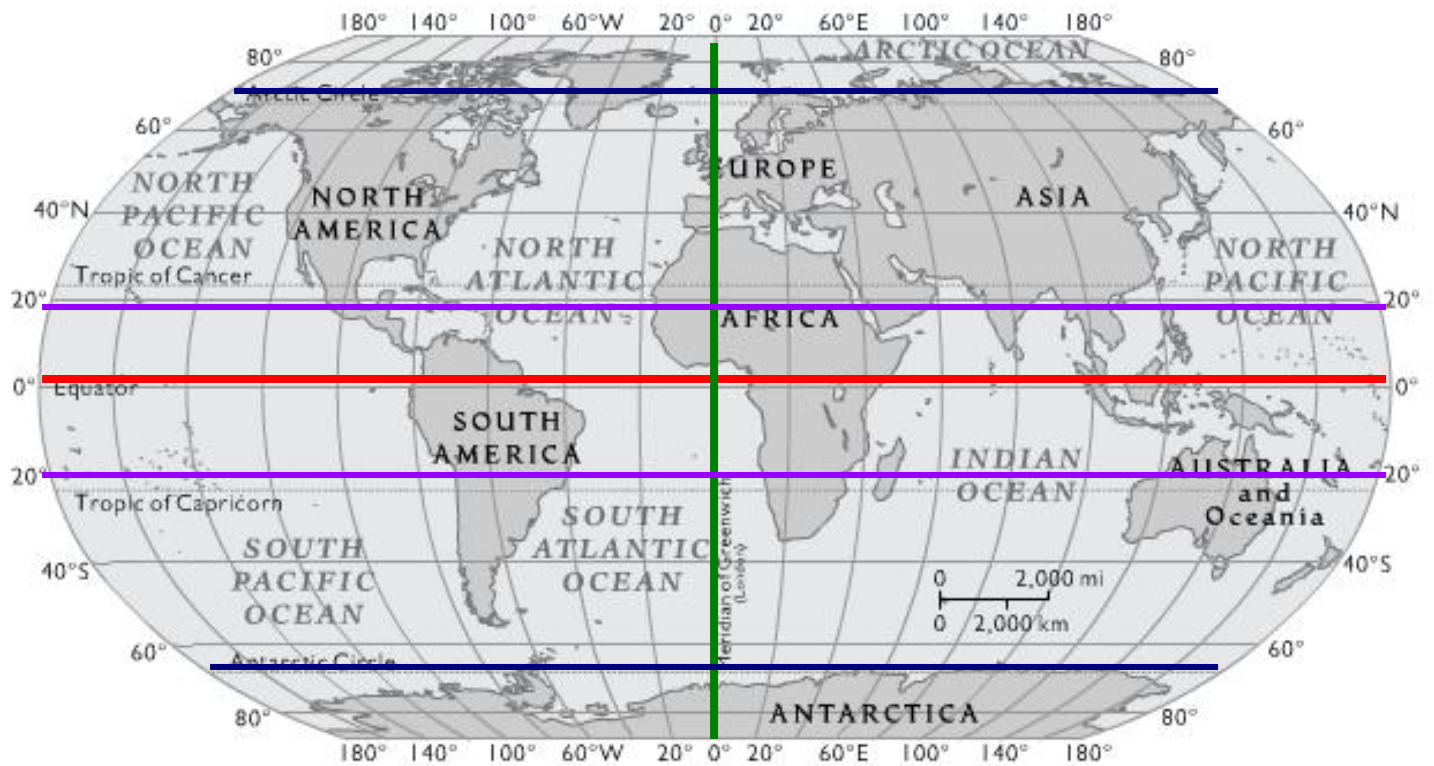 180° 140° 100° 60°W 20° 0° 20° 60°E 100° 140° 180°
ARCTIC OCEAN
80° 80°
Arctic Circle
60° 60°
EUROPE
NORTH PACIFIC OCEAN
NORTH AMERICA
ASIA
40°N 40°N
NORTH ATLANTIC OCEAN
NORTH PACIFIC OCEAN
Tropic of Cancer
20° 20°
AFRICA
0° Equator 0°
SOUTH AMERICA
INDIAN OCEAN
AUSTRALIA and Oceania
20° 20°
Tropic of Capricorn
Meridian of Greenwich (London)
SOUTH ATLANTIC OCEAN
SOUTH PACIFIC OCEAN
40°S 40°S
0 2,000 mi
0 2,000 km
60° 60°
Antarctic Circle
80° 80°
ANTARCTICA
180° 140° 100° 60°W 20° 0° 20° 60°E 100° 140° 180°